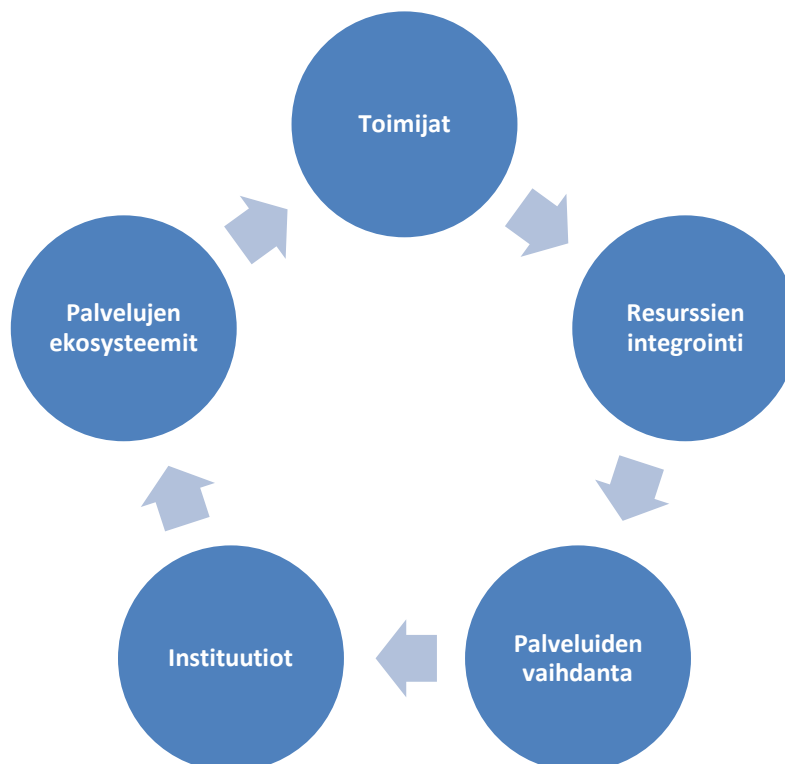 Toimijat
Resurssien
integrointi
Palveluiden
vaihdanta
Instituutiot
Palvelujen
ekosysteemit